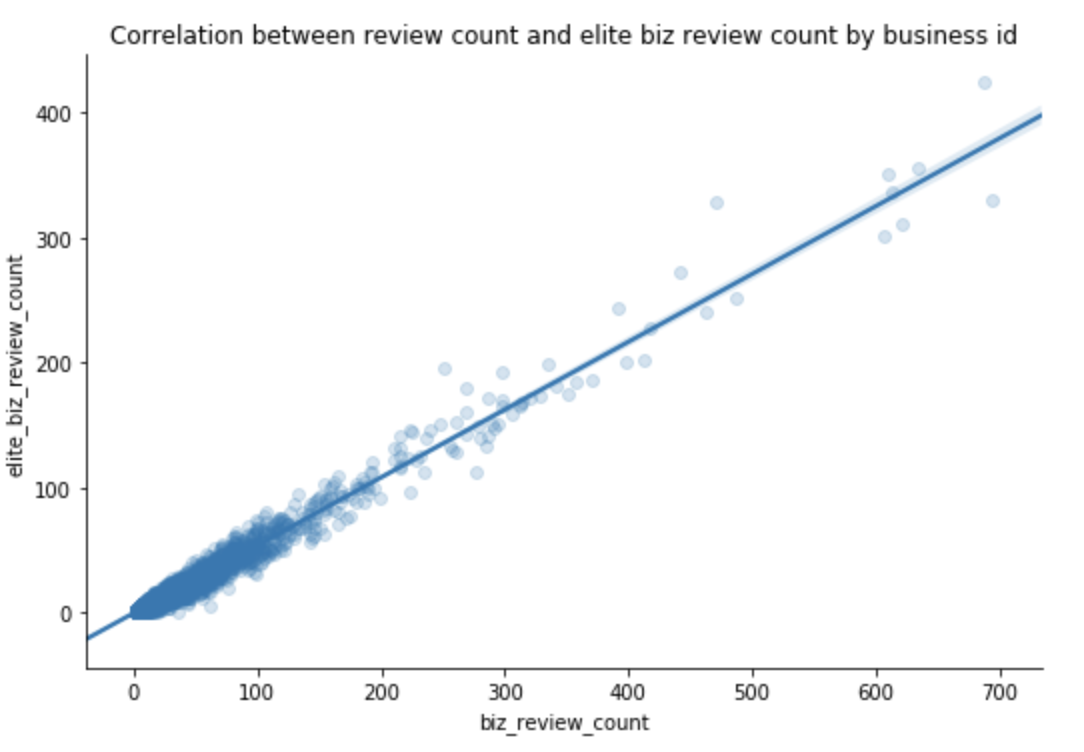 Correlation between review count and elite biz review count by business id
400
300
200
100
0
elite_biz_review_count
0 100 200 300 400 500 600 700
biz_review_count